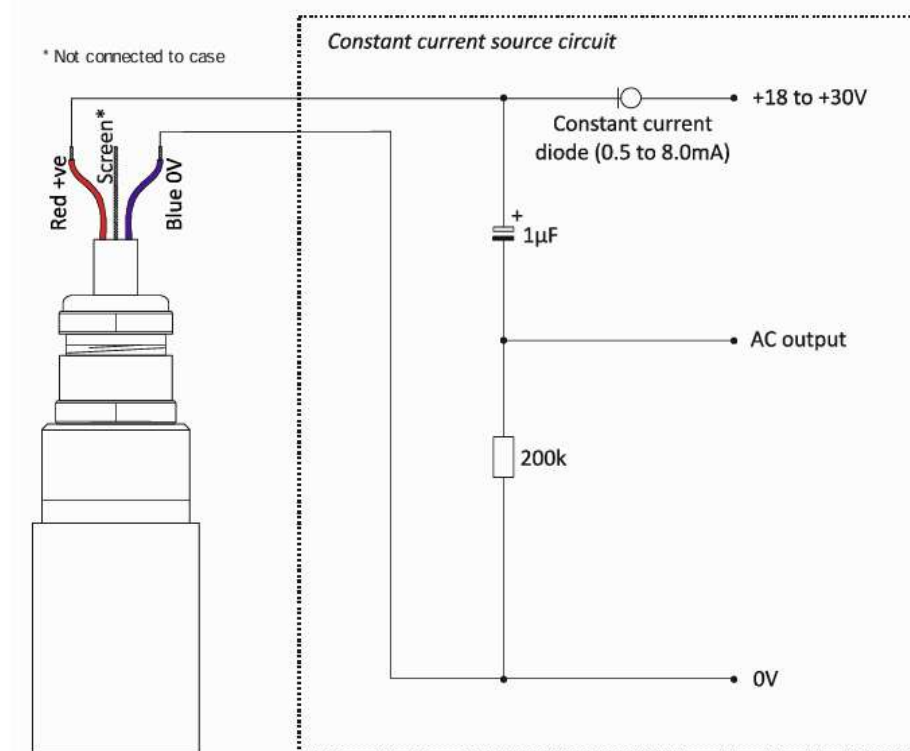 Constant current source circuit
* Not connected to case
+18 to +30V
Constant current
diode (0.5 to 8.0mA)
Red +ve
Screen*
Blue 0V
+
1µF
AC output
200k
0V